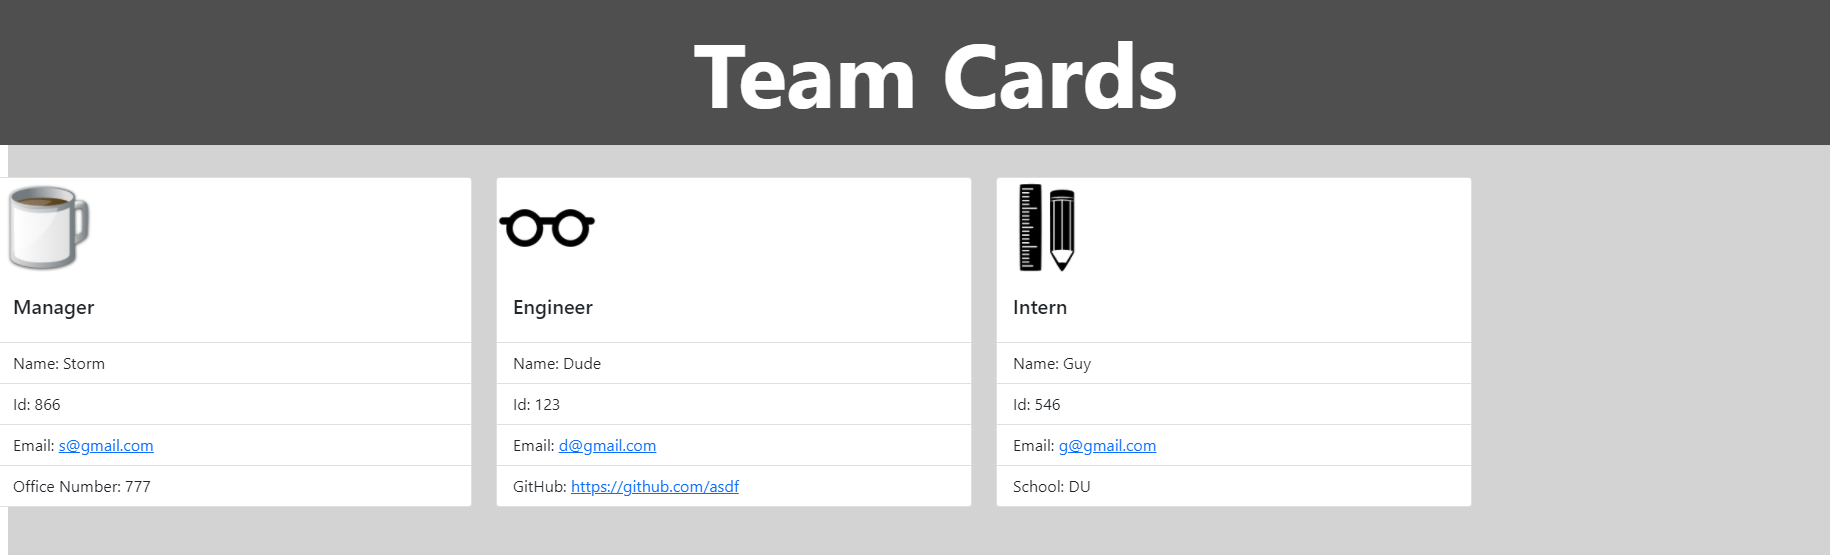 Team Cards
Manager
Name: Storm
Id: 866
Email: s@gmail.com
Office Number: 777
Engineer
Name: Dude
Id: 123
Email: d@gmail.com
GitHub: https://github.com/asdf
Intern
Name: Guy
Id: 546
Email: g@gmail.com
School: DU